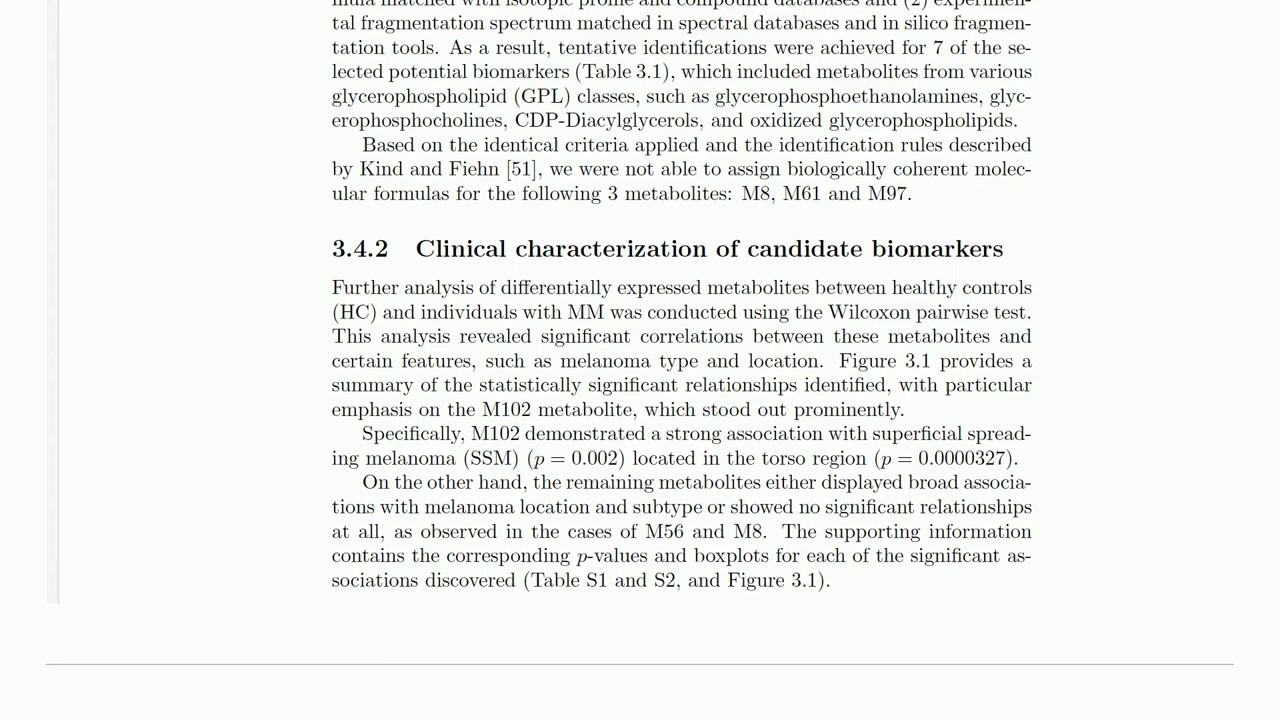 mula matched with isotopic profile and compound databases and (2) experimen-
tal fragmentation spectrum matched in spectral databases and in silico fragmen-
tation tools. As a result, tentative identifications were achieved for 7 of the se-
lected potential biomarkers (Table 3.1), which included metabolites from various
glycerophospholipid (GPL) classes, such as glycerophosphoethanolamines, glyc-
erophosphocholines, CDP-Diacylglycerols, and oxidized glycerophospholipids.
Based on the identical criteria applied and the identification rules described
by Kind and Fiehn [51], we were not able to assign biologically coherent molec-
ular formulas for the following 3 metabolites: M8, M61 and M97.
3.4.2 Clinical characterization of candidate biomarkers
Further analysis of differentially expressed metabolites between healthy controls
(HC) and individuals with MM was conducted using the Wilcoxon pairwise test.
This analysis revealed significant correlations between these metabolites and
certain features, such as melanoma type and location. Figure 3.1 provides a
summary of the statistically significant relationships identified, with particular
emphasis on the M102 metabolite, which stood out prominently.
Specifically, M102 demonstrated a strong association with superficial spread-
ing melanoma (SSM) (p = 0.002) located in the torso region (p = 0.0000327).
On the other hand, the remaining metabolites either displayed broad associa-
tions with melanoma location and subtype or showed no significant relationships
at all, as observed in the cases of M56 and M8. The supporting information
contains the corresponding p-values and boxplots for each of the significant as-
sociations discovered (Table S1 and S2, and Figure 3.1).